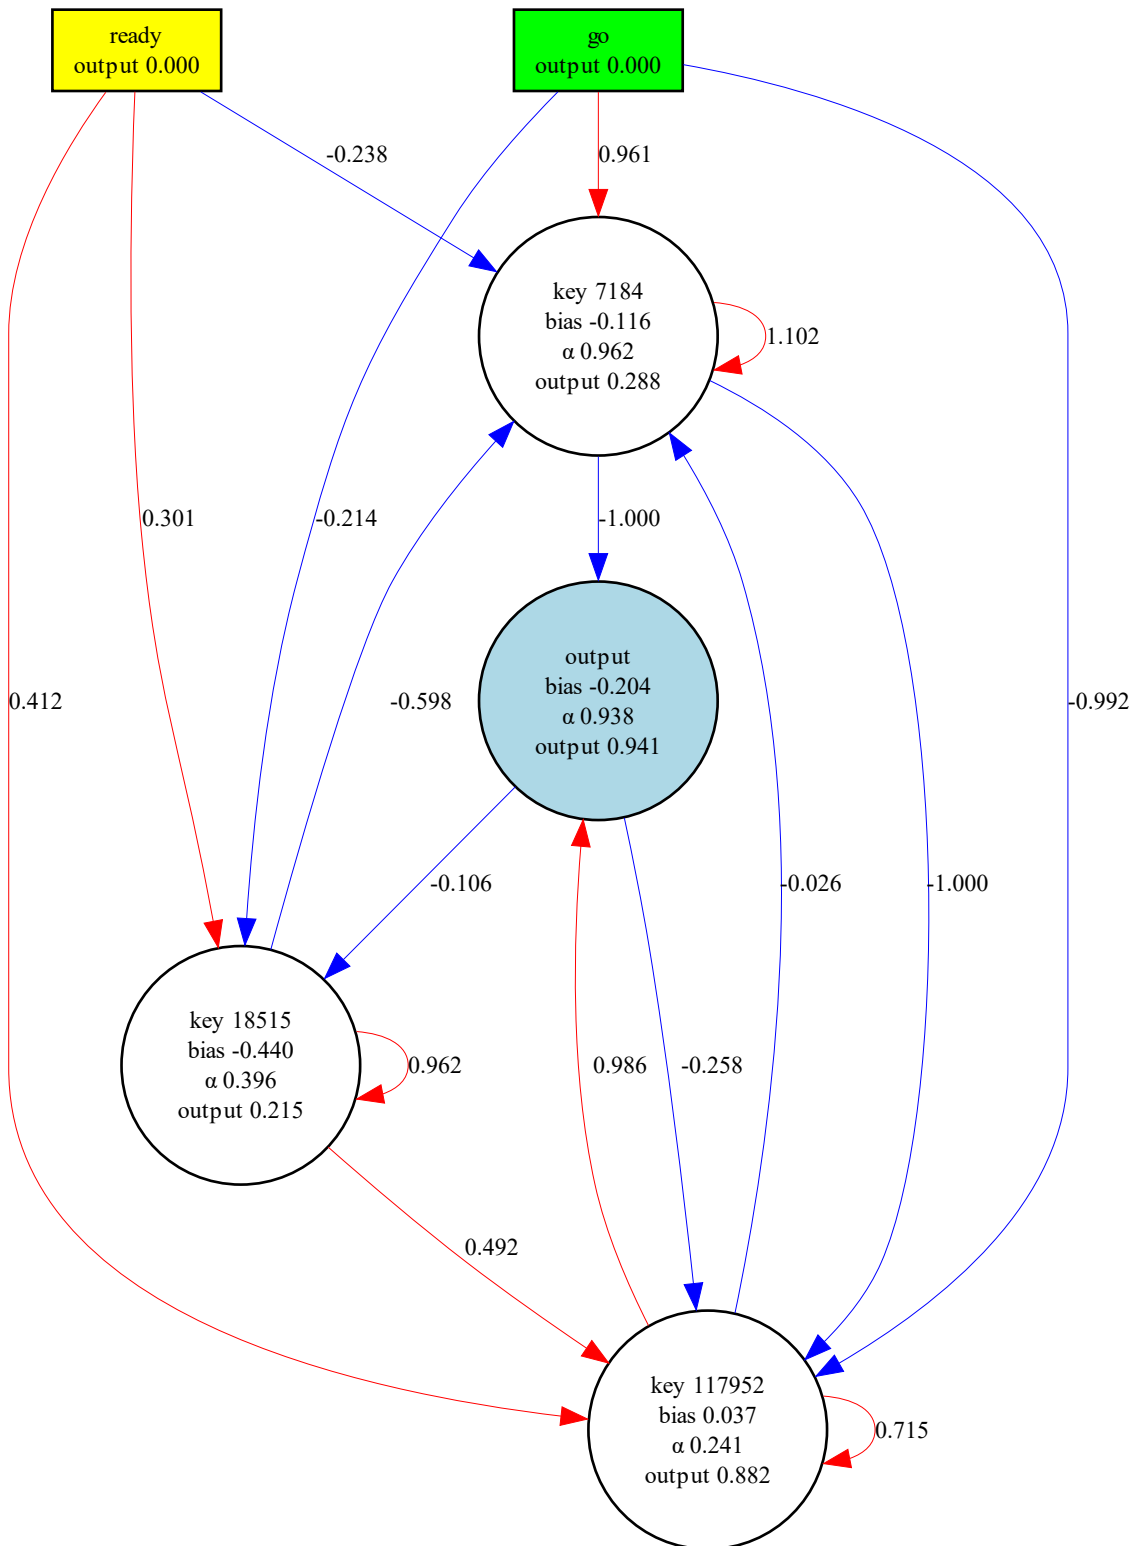 ready
output 0.000
go
output 0.000
-0.238
0.961
key 7184
bias -0.116
α 0.962
output 0.288
1.102
0.301
-0.214
-1.000
output
bias -0.204
α 0.938
output 0.941
0.412
-0.598
-0.992
-0.106
-0.026
-1.000
key 18515
bias -0.440
α 0.396
output 0.215
0.962
0.986
-0.258
0.492
key 117952
bias 0.037
α 0.241
output 0.882
0.715